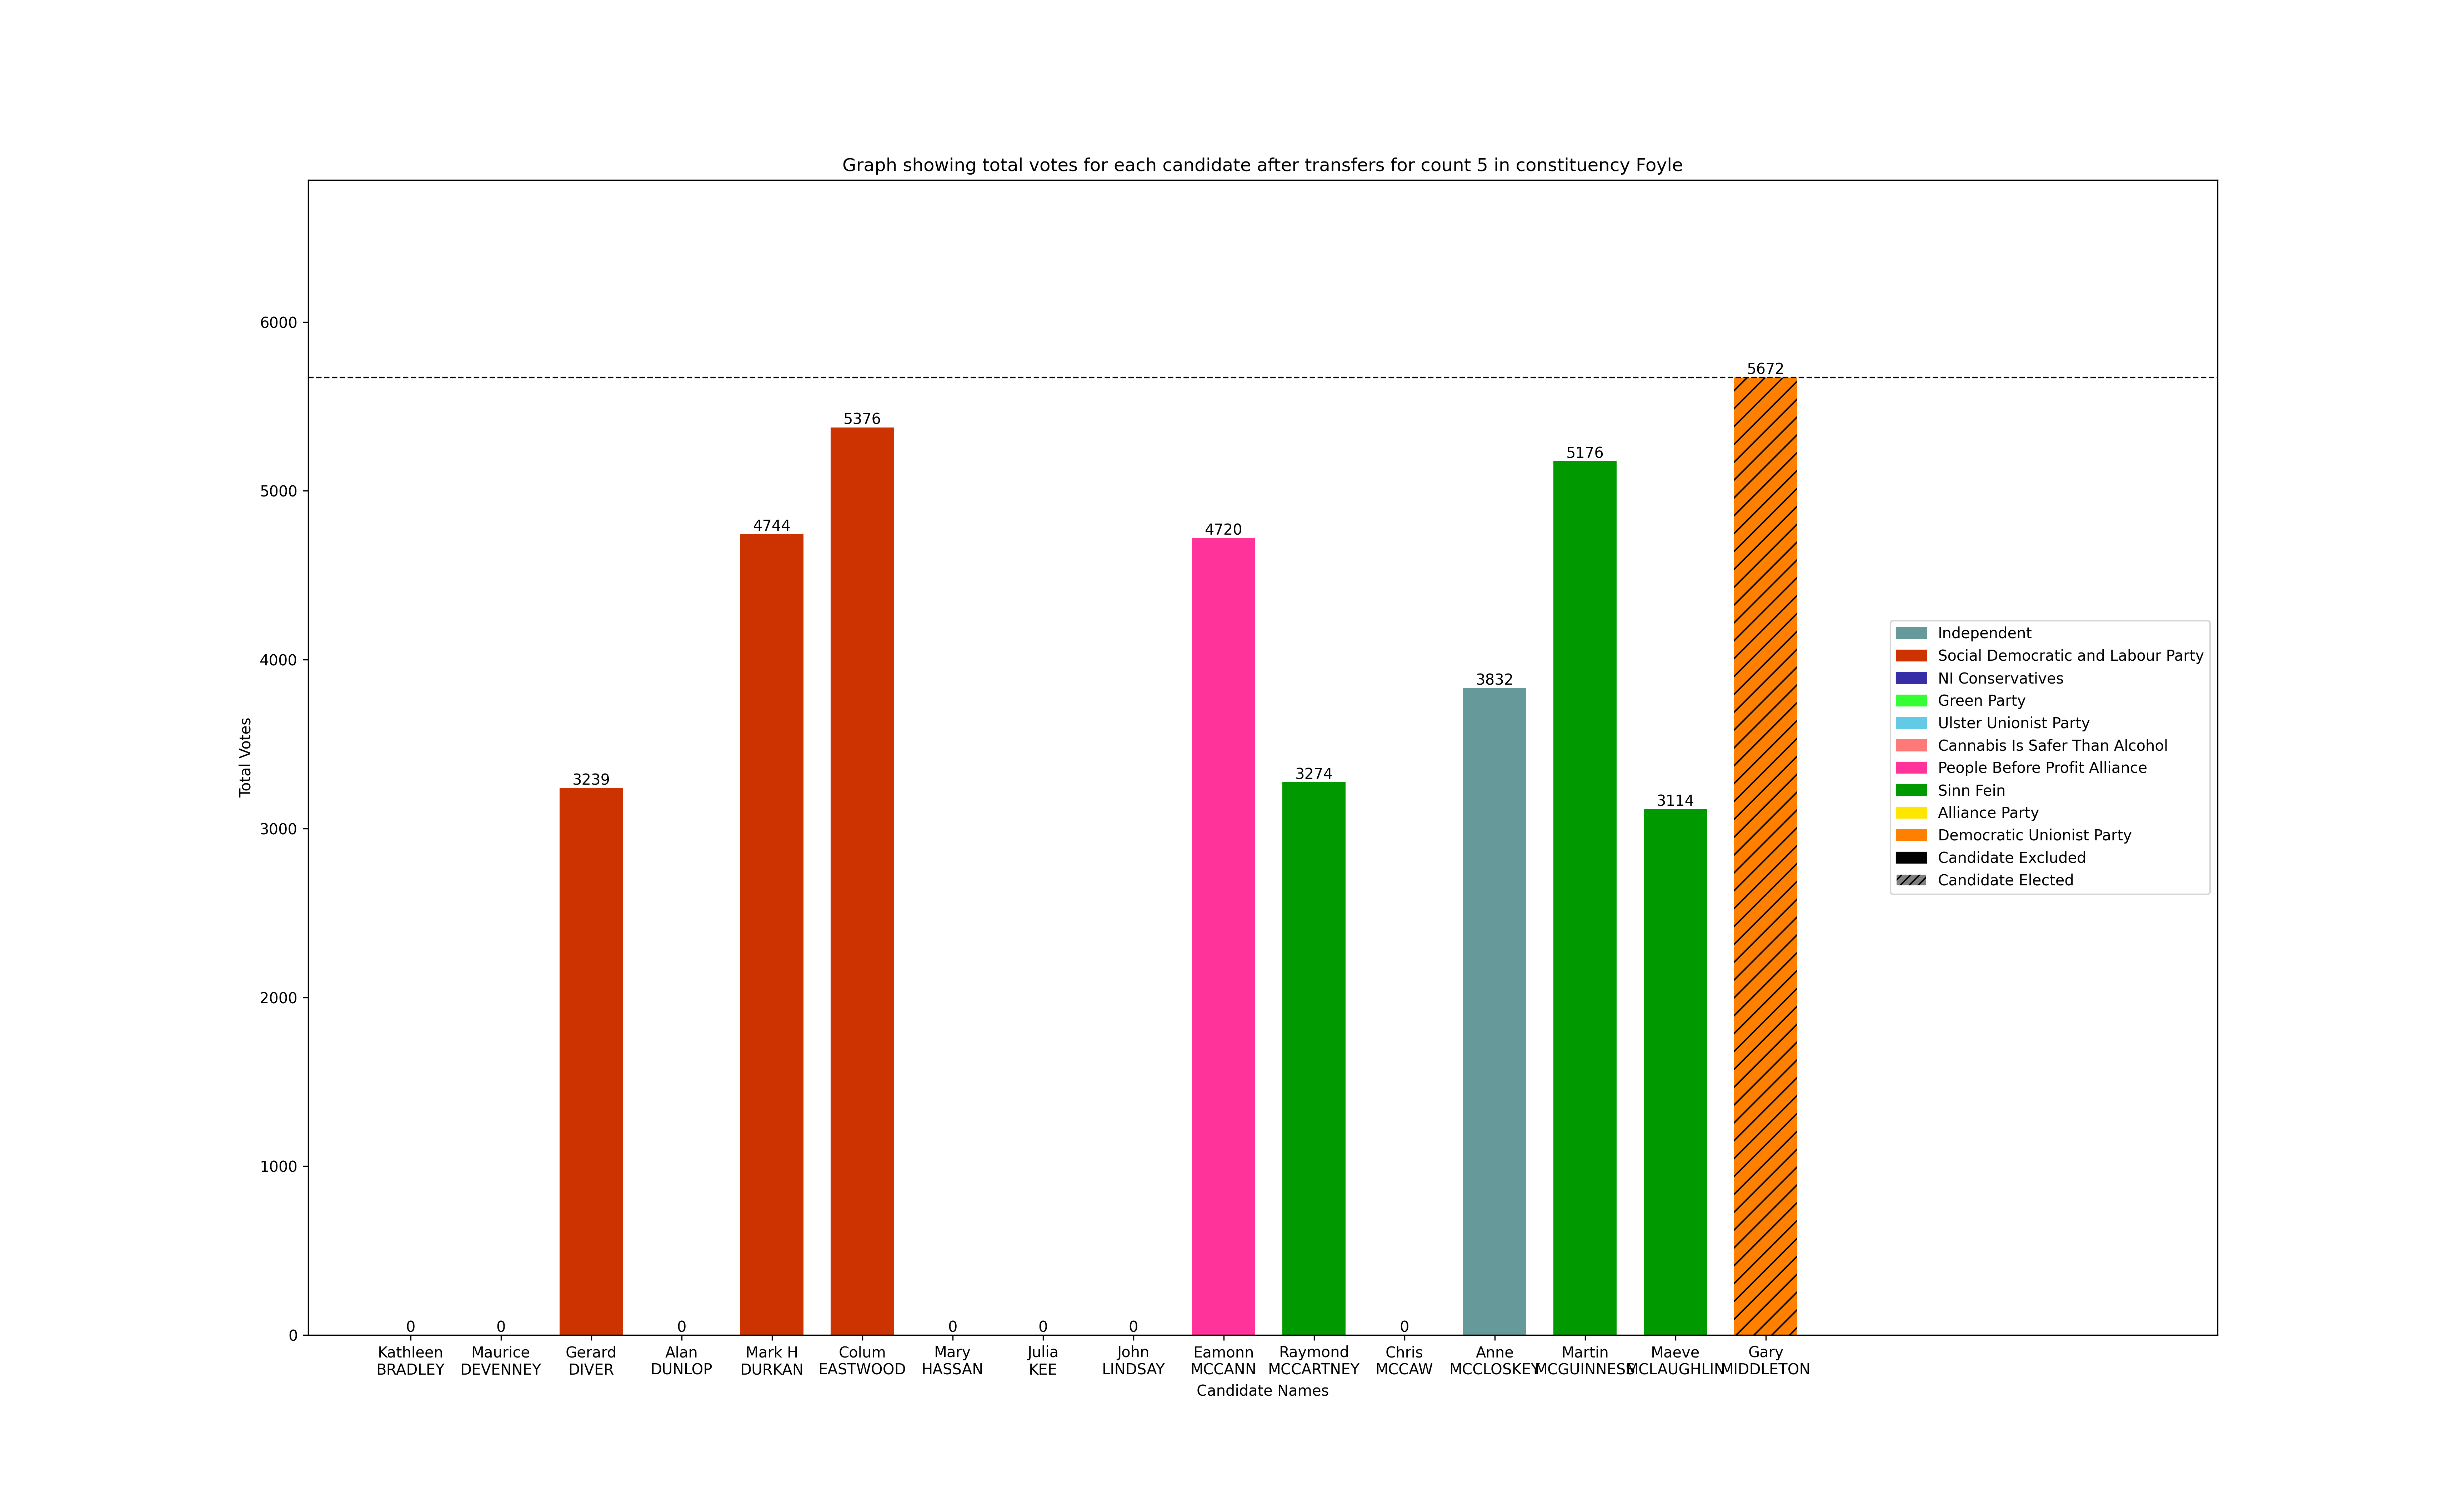 Graph showing total votes for each candidate after transfers for count 5 in constituency Foyle
6000
5000
4000
3000
2000
1000
0
Total Votes
0
0
3239
0
4744
5376
0
0
0
4720
3274
0
3832
5176
3114
5672
Independent
Social Democratic and Labour Party
NI Conservatives
Green Party
Ulster Unionist Party
Cannabis Is Safer Than Alcohol
People Before Profit Alliance
Sinn Fein
Alliance Party
Democratic Unionist Party
Candidate Excluded
Candidate Elected
Kathleen
BRADLEY
Maurice
DEVENNEY
Gerard
DIVER
Alan
DUNLOP
Mark H
DURKAN
Colum
EASTWOOD
Mary
HASSAN
Julia
KEE
John
LINDSAY
Eamonn
MCCANN
Raymond
MCCARTNEY
Chris
MCCAW
Anne
MCCLOSKEY
Martin
MCGUINNESS
Maeve
MCLAUGHLIN
Gary
MIDDLETON
Candidate Names